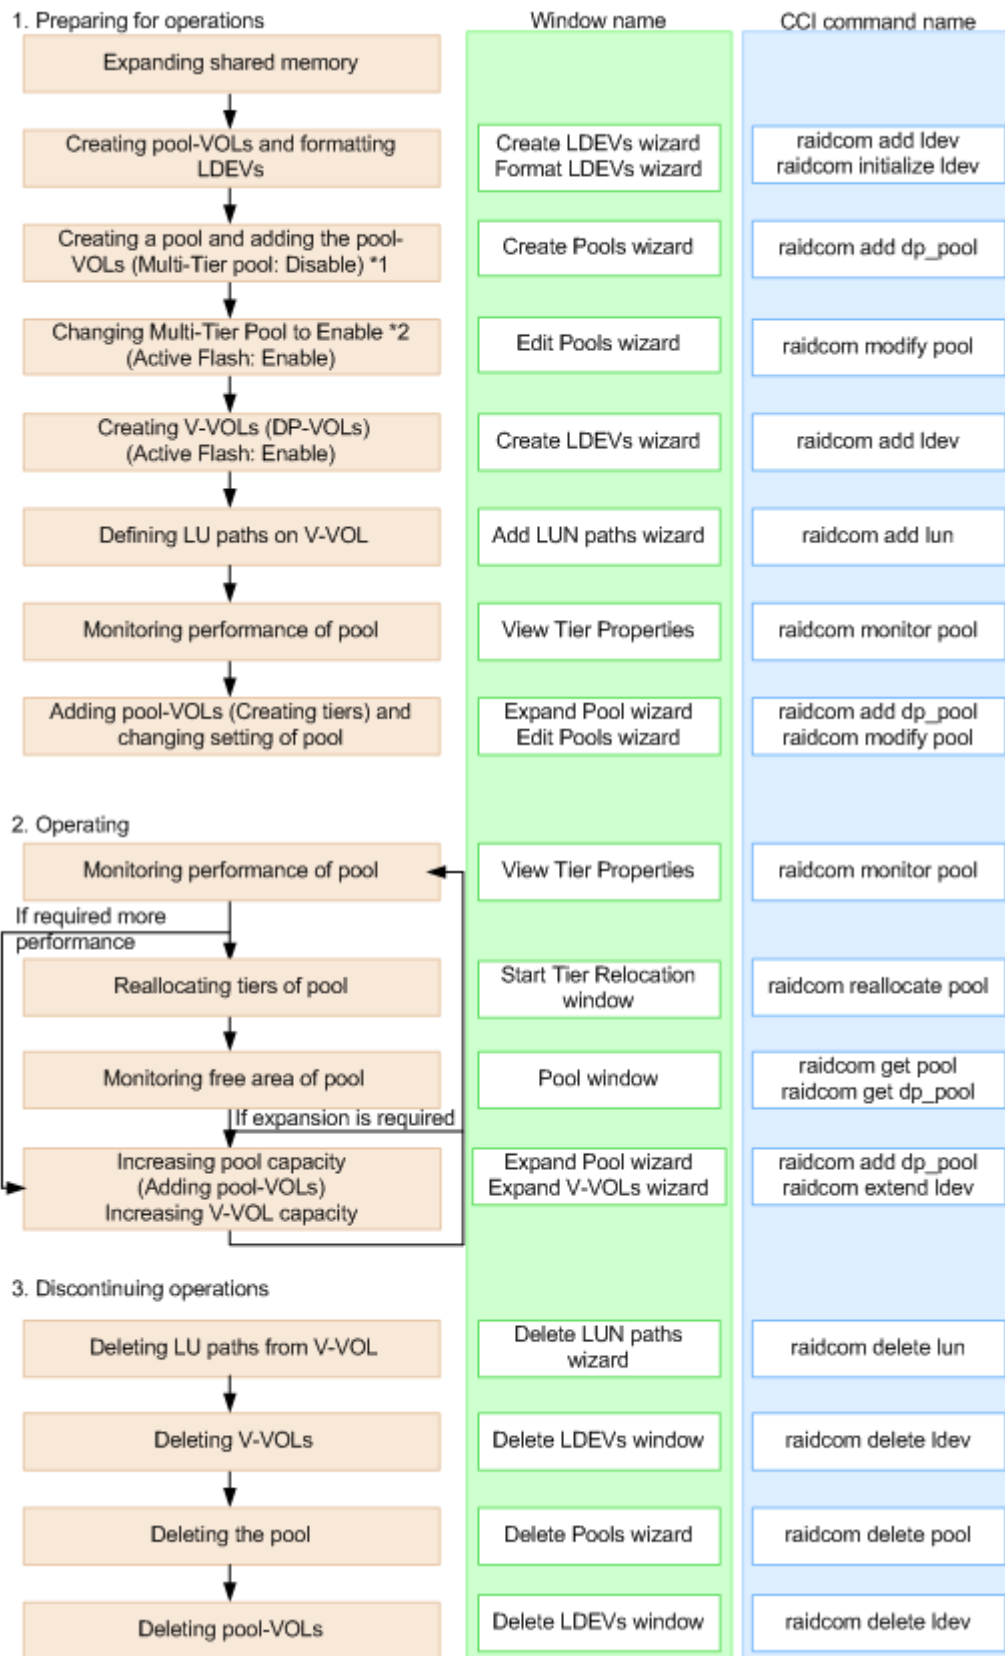 1. Preparing for operations
Window name
CCI command name
Expanding shared memory
Creating pool-VOLs and formatting
LDEVs
Create LDEVs wizard
Format LDEVs wizard
raidcom add ldev
raidcom initialize ldev
Creating a pool and adding the pool-
VOLs (Multi-Tier pool: Disable) *1
Create Pools wizard
raidcom add dp_pool
Changing Multi-Tier Pool to Enable *2
(Active Flash: Enable)
Edit Pools wizard
raidcom modify pool
Creating V-VOLs (DP-VOLs)
(Active Flash: Enable)
Create LDEVs wizard
raidcom add ldev
Defining LU paths on V-VOL
Add LUN paths wizard
raidcom add lun
Monitoring performance of pool
View Tier Properties
raidcom monitor pool
Adding pool-VOLs (Creating tiers) and
changing setting of pool
Expand Pool wizard
Edit Pools wizard
raidcom add dp_pool
raidcom modify pool
2. Operating
Monitoring performance of pool
View Tier Properties
raidcom monitor pool
If required more
performance
Reallocating tiers of pool
Start Tier Relocation
window
raidcom reallocate pool
Monitoring free area of pool
Pool window
raidcom get pool
raidcom get dp_pool
If expansion is required
Increasing pool capacity
(Adding pool-VOLs)
Increasing V-VOL capacity
Expand Pool wizard
Expand V-VOLs wizard
raidcom add dp_pool
raidcom extend ldev
3. Discontinuing operations
Deleting LU paths from V-VOL
Delete LUN paths
wizard
raidcom delete lun
Deleting V-VOLs
Delete LDEVs window
raidcom delete ldev
Deleting the pool
Delete Pools wizard
raidcom delete pool
Deleting pool-VOLs
Delete LDEVs window
raidcom delete ldev